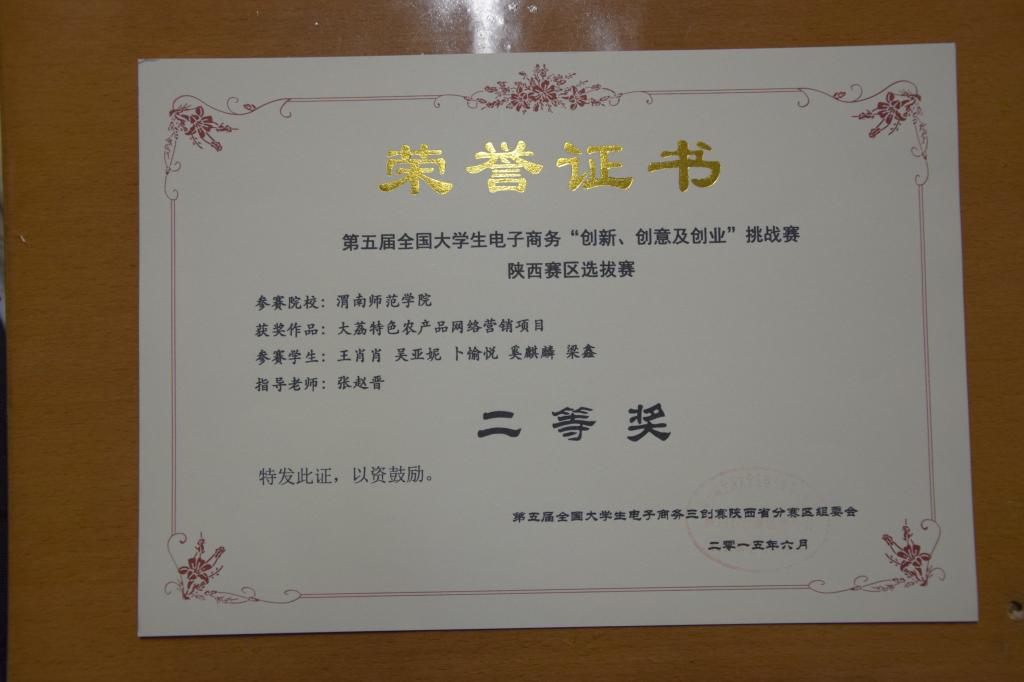 荣誉证书
第五届全国大学生电子商务“创新、创意及创业”挑战赛
陕西赛区选拔赛
参赛院校：渭南师范学院
获奖作品：大荔特色农产品网络营销项目
参赛学生：王肖肖 吴亚妮 卜愉悦 奚麒麟 梁鑫
指导老师：张赵晋
二等奖
特发此证，以资鼓励。
第五届全国大学生电子商务三创赛陕西省分赛区组委会
二零一五年六月